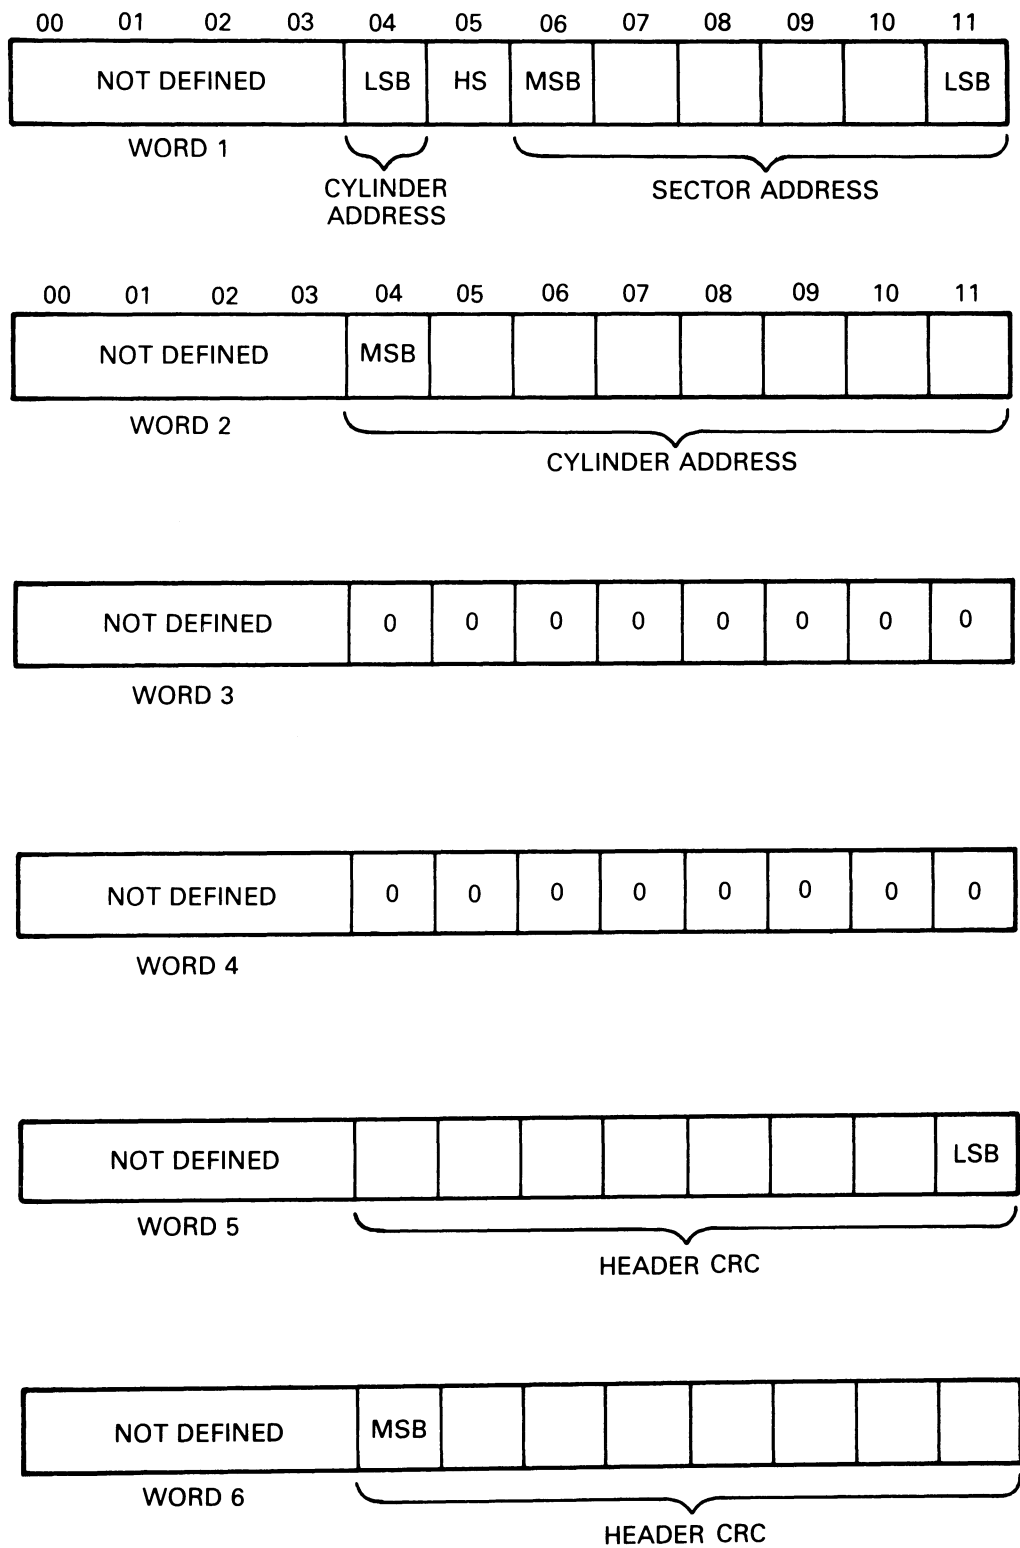 00 01 02 03 04 05 06 07 08 09 10 11
NOT DEFINED LSB HS MSB LSB
WORD 1
CYLINDER
ADDRESS
SECTOR ADDRESS
00 01 02 03 04 05 06 07 08 09 10 11
NOT DEFINED MSB
WORD 2
CYLINDER ADDRESS
NOT DEFINED 0 0 0 0 0 0 0 0
WORD 3
NOT DEFINED 0 0 0 0 0 0 0 0
WORD 4
NOT DEFINED LSB
WORD 5
HEADER CRC
NOT DEFINED MSB
WORD 6
HEADER CRC